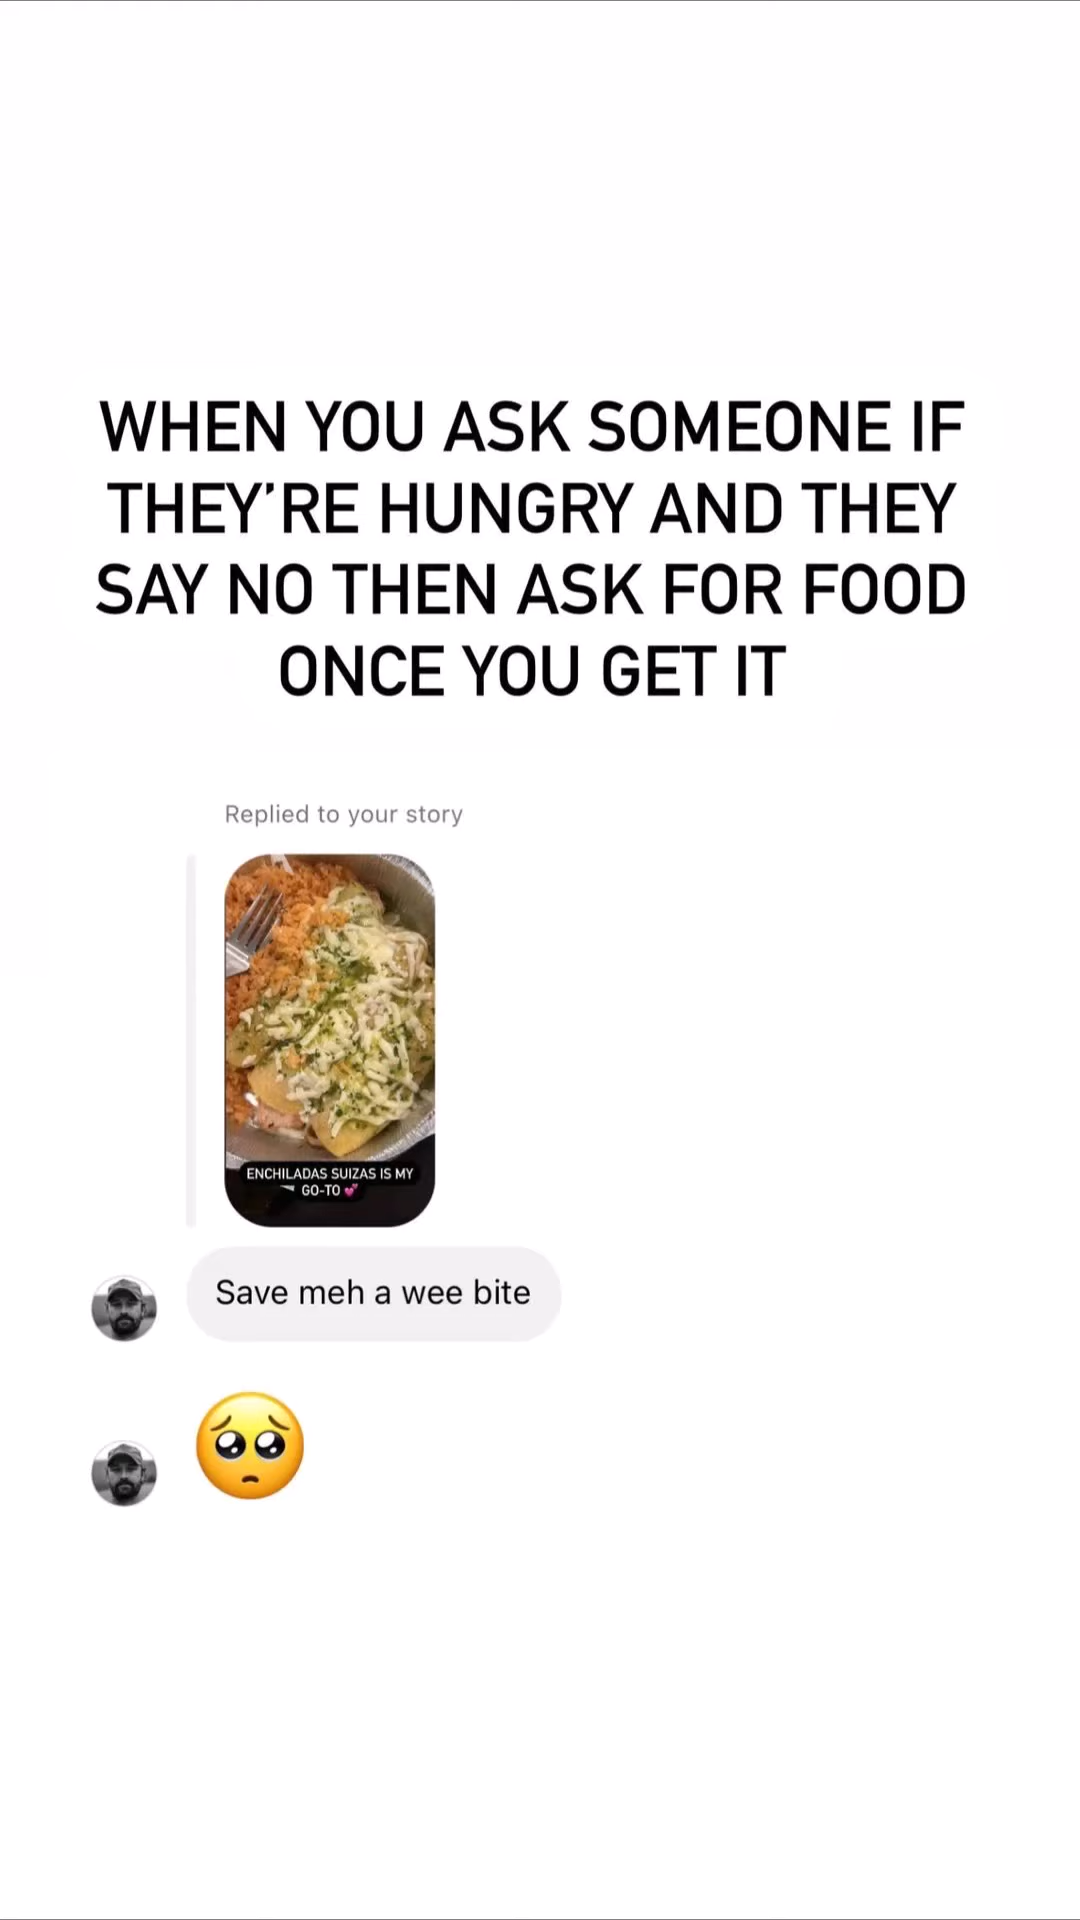 WHEN YOU ASK SOMEONE IF
THEY'RE HUNGRY AND THEY
SAY NO THEN ASK FOR FOOD
ONCE YOU GET IT
Replied to your story
ENCHILADAS SUIZAS IS MY
GO-TO 💕
Save meh a wee bite
🥺